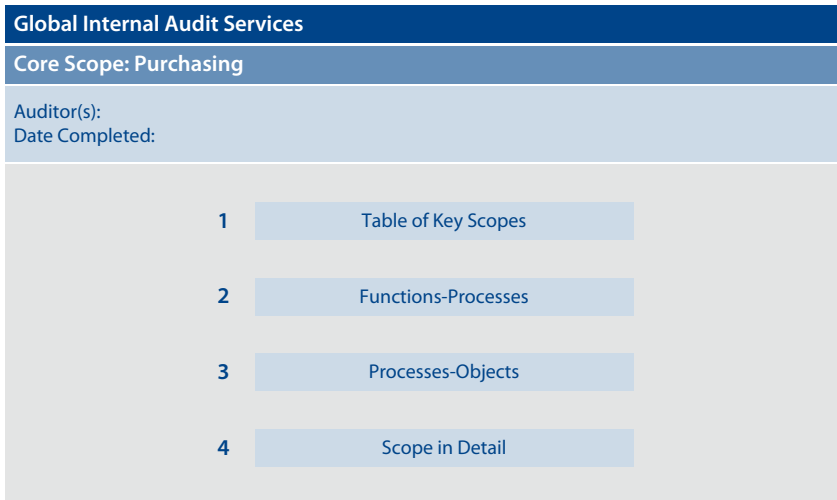 Global Internal Audit Services
Core Scope: Purchasing
Auditor(s):
Date Completed:
1 Table of Key Scopes
2 Functions-Processes
3 Processes-Objects
4 Scope in Detail